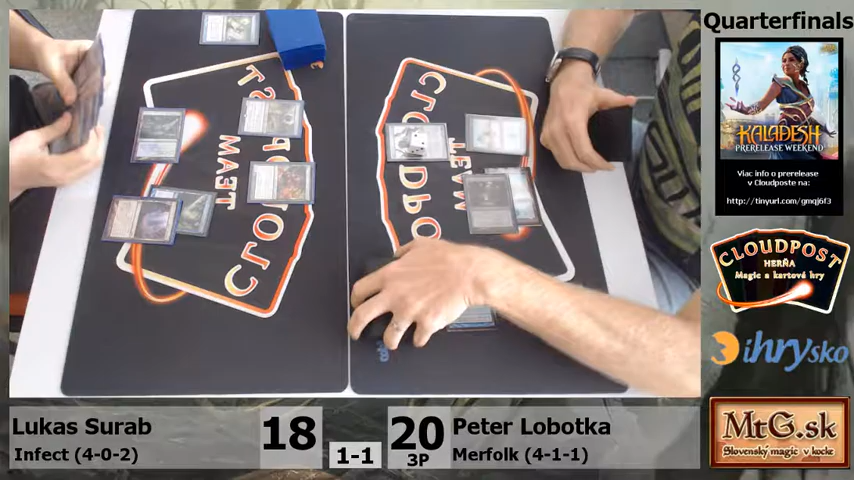 Quarterfinals
KALADESH
PRERELEASE WEEKEND
Viac info o prerelease
v Cloudposte na:
http://tinyurl.com/gmqj6f3
CLOUDPOST
HERŇA
Magic a kartové hry
ihrysko
MtG.sk
Slovenský magic v kocke
TEAM
TEAM
Lukas Surab
Infect (4-0-2)
18
1-1
20
3P
Peter Lobotka
Merfolk (4-1-1)